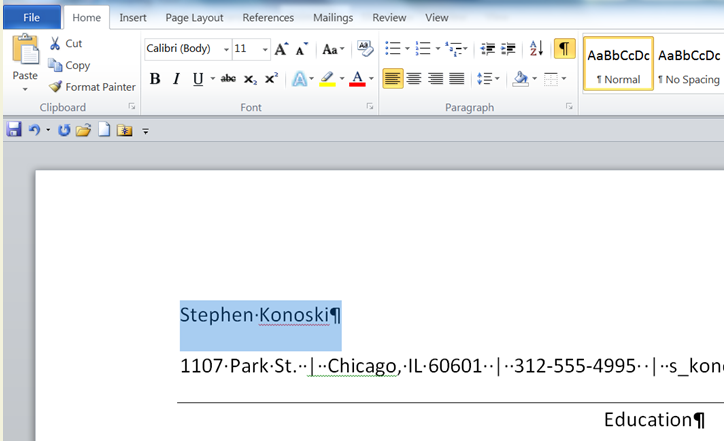 File Home Insert Page Layout References Mailings Review View
Cut
Copy
Format Painter
Paste
Calibri (Body) 11 A A Aa
B I U abc x₂ x² A A
¶
AaBbCcDc AaBbCcDc
¶ Normal ¶ No Spacing
Clipboard Font Paragraph
Stephen·Konoski¶
1107·Park·St.··|··Chicago,·IL·60601··|··312-555-4995··|··s_kono
Education¶